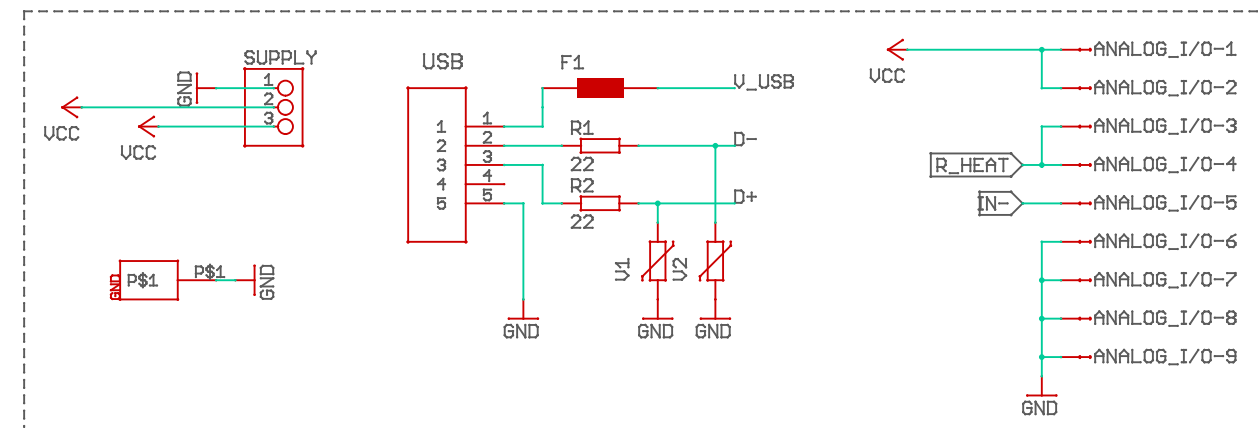 SUPPLY
GND
1
2
3
VCC
VCC
USB
1
2
3
4
5
1
2
3
4
5
F1
V_USB
R1
22
D-
R2
22
D+
V1
V2
GND
GND
GND
GND
P$1
P$1
GND
VCC
ANALOG_I/O-1
ANALOG_I/O-2
ANALOG_I/O-3
R_HEAT
ANALOG_I/O-4
IN-
ANALOG_I/O-5
ANALOG_I/O-6
ANALOG_I/O-7
ANALOG_I/O-8
ANALOG_I/O-9
GND